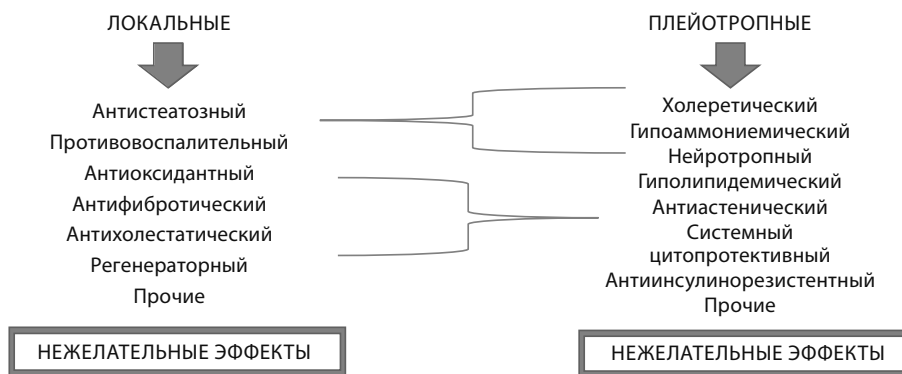 ЛОКАЛЬНЫЕ
Антистеатозный
Противовоспалительный
Антиоксидантный
Антифибротический
Антихолестатический
Регенераторный
Прочие
НЕЖЕЛАТЕЛЬНЫЕ ЭФФЕКТЫ
ПЛЕЙОТРОПНЫЕ
Холеретический
Гипоаммониемический
Нейротропный
Гиполипидемический
Антиастенический
Системный
цитопротективный
Антиинсулинорезистентный
Прочие
НЕЖЕЛАТЕЛЬНЫЕ ЭФФЕКТЫ